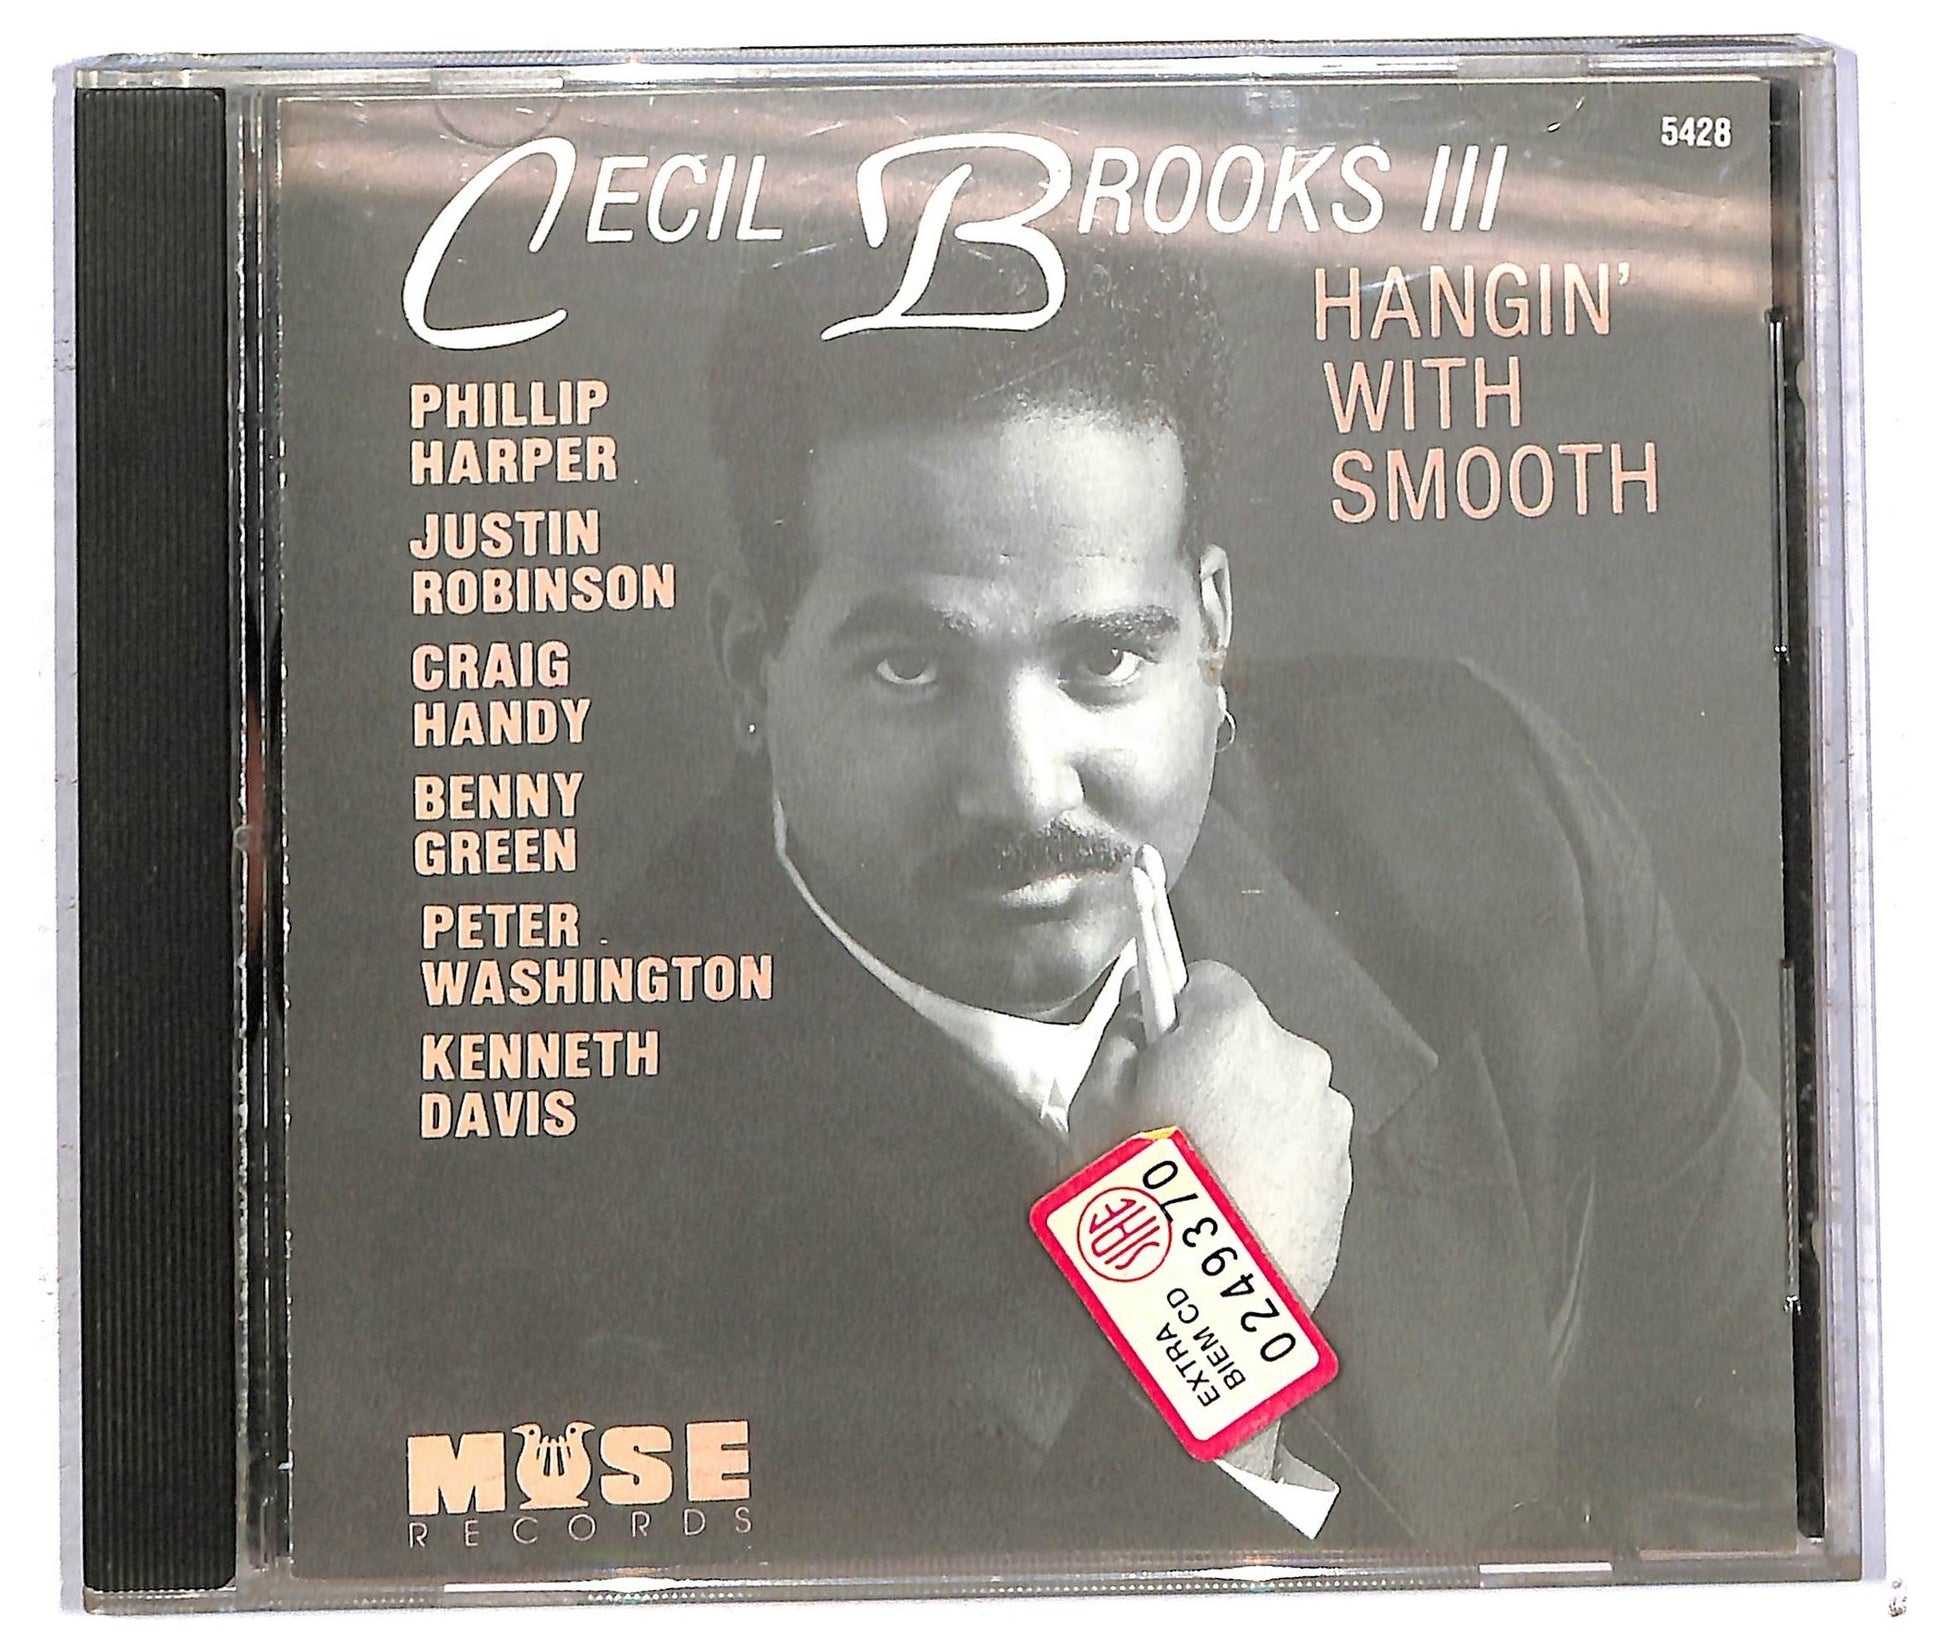 5428
CECIL BROOKS III
HANGIN'
WITH
SMOOTH
PHILLIP
HARPER
JUSTIN
ROBINSON
CRAIG
HANDY
BENNY
GREEN
PETER
WASHINGTON
KENNETH
DAVIS
MUSE
RECORDS
SIAE
EXTRA
BIEM CD
0249370